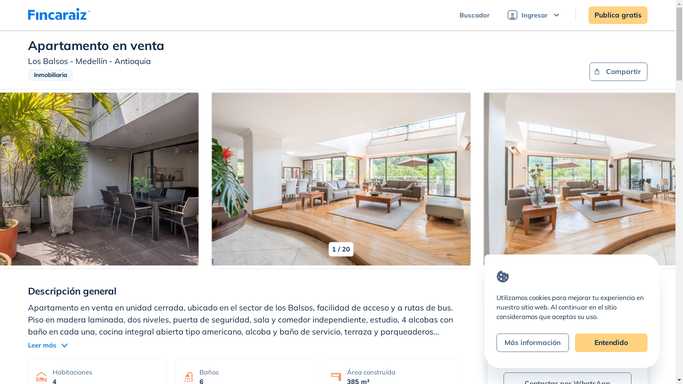 Fincaraiz
Buscador
Ingresar
Publica gratis
Apartamento en venta
Los Balsos - Medellín - Antioquia
Inmobiliaria
Compartir
1 / 20
Descripción general
Apartamento en venta en unidad cerrada, ubicado en el sector de los Balsos, facilidad de acceso y a rutas de bus.
Piso en madera laminada, dos niveles, puerta de seguridad, sala y comedor independiente, estudio, 4 alcobas con
baño en cada una, cocina integral abierta tipo americano, alcoba y baño de servicio, terraza y parqueaderos...
Leer más
Habitaciones
4
Baños
6
Área construida
385 m²
Utilizamos cookies para mejorar tu experiencia en
nuestro sitio web. Al continuar en el sitio
consideramos que aceptas su uso.
Más información
Entendido
Contactar por WhatsApp